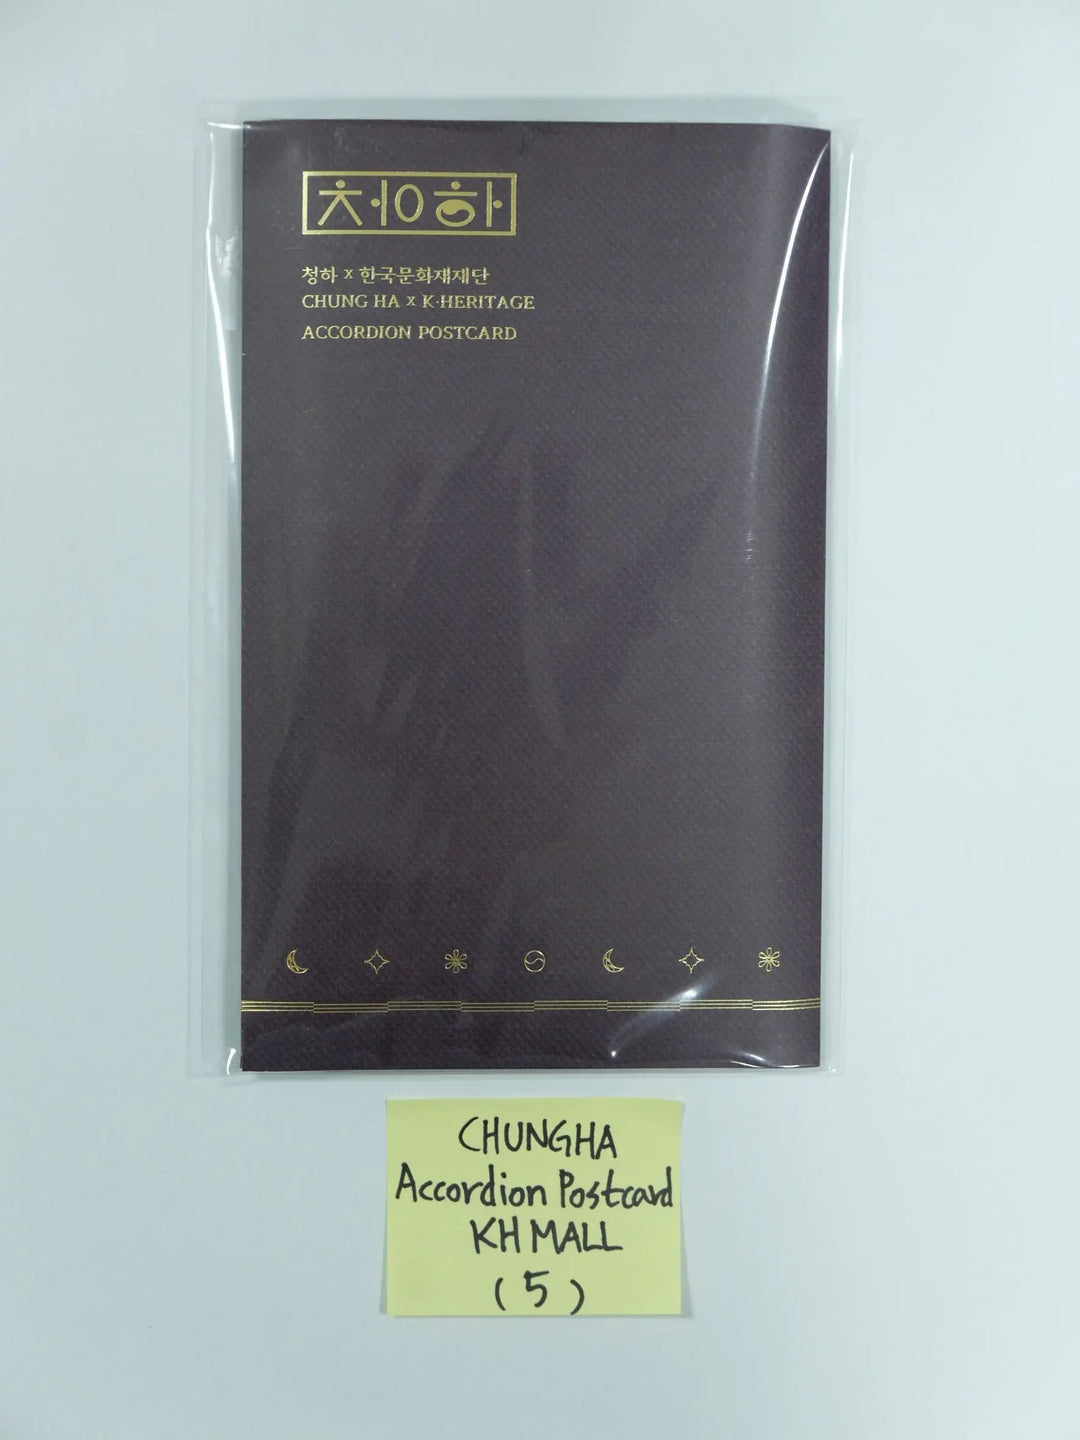 청하
청하 x 한국문화재재단
CHUNG HA x K·HERITAGE
ACCORDION POSTCARD
CHUNGHA
Accordion Postcard
KH MALL
(5)